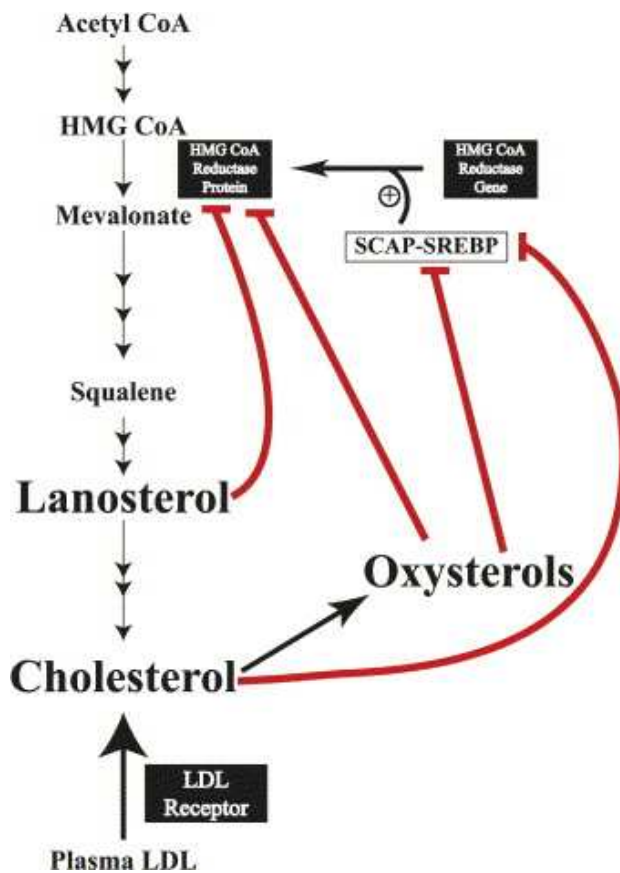 Acetyl CoA
HMG CoA
HMG CoA
Reductase
Protein
HMG CoA
Reductase
Gene
Mevalonate
+
SCAP-SREBP
Squalene
Lanosterol
Oxysterols
Cholesterol
LDL
Receptor
Plasma LDL